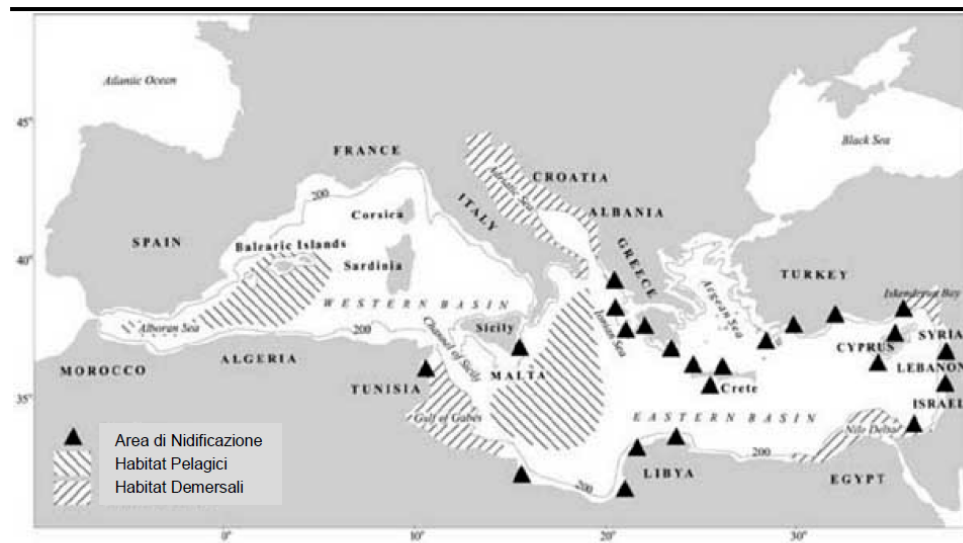 Atlantic Ocean
45°
Black Sea
FRANCE
200
CROATIA
Adriatic Sea
ITALY
ALBANIA
Corsica
SPAIN
Balearic Islands
GREECE
40°
Sardinia
TURKEY
Aegean Sea
Iskenderun Bay
WESTERN BASIN
Ionian Sea
Alboran Sea
200
Sicily
SYRIA
CYPRUS
Channel of Sicily
ALGERIA
MOROCCO
MALTA
LEBANON
TUNISIA
Crete
35°
ISRAEL
Gulf of Gabes
EASTERN BASIN
Nile Delta
200
LIBYA
EGYPT
200
Area di Nidificazione
Habitat Pelagici
Habitat Demersali
0°
10°
20°
30°